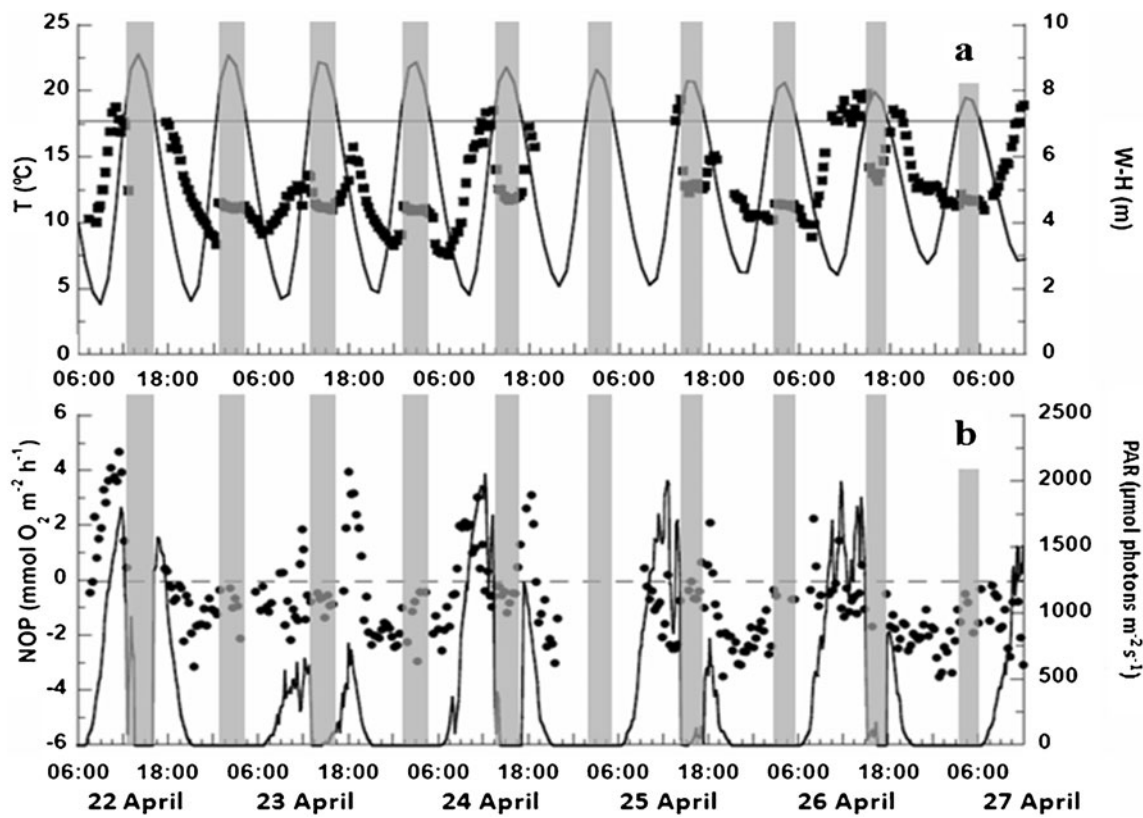 a
T (°C)
25
20
15
10
5
0
W-H (m)
10
8
6
4
2
0
06:00 18:00 06:00 18:00 06:00 18:00 06:00 18:00 06:00 18:00 06:00
b
NOP (mmol O₂ m⁻² h⁻¹)
6
4
2
0
-2
-4
-6
PAR (µmol photons m⁻² s⁻¹)
2500
2000
1500
1000
500
0
06:00 18:00 06:00 18:00 06:00 18:00 06:00 18:00 06:00 18:00 06:00
22 April 23 April 24 April 25 April 26 April 27 April